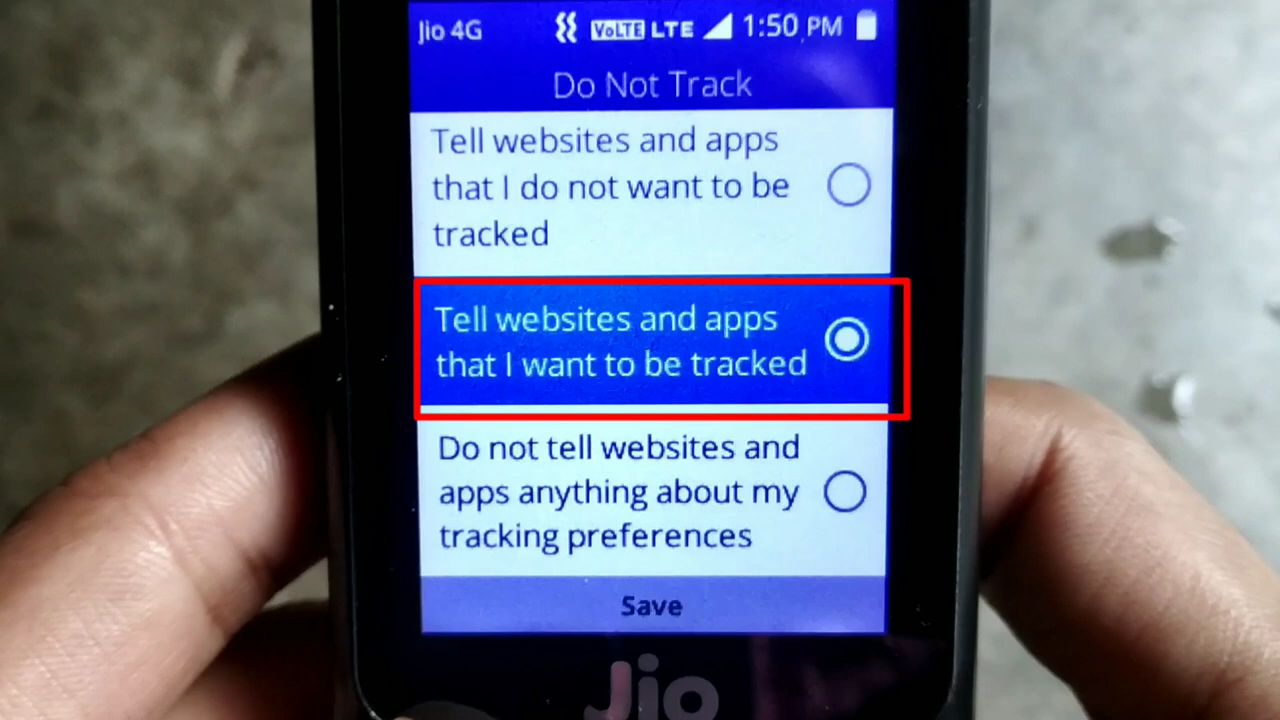 Jio 4G VoLTE LTE 1:50 PM
Do Not Track
Tell websites and apps
that I do not want to be
tracked
Tell websites and apps
that I want to be tracked
Do not tell websites and
apps anything about my
tracking preferences
Save
Jio